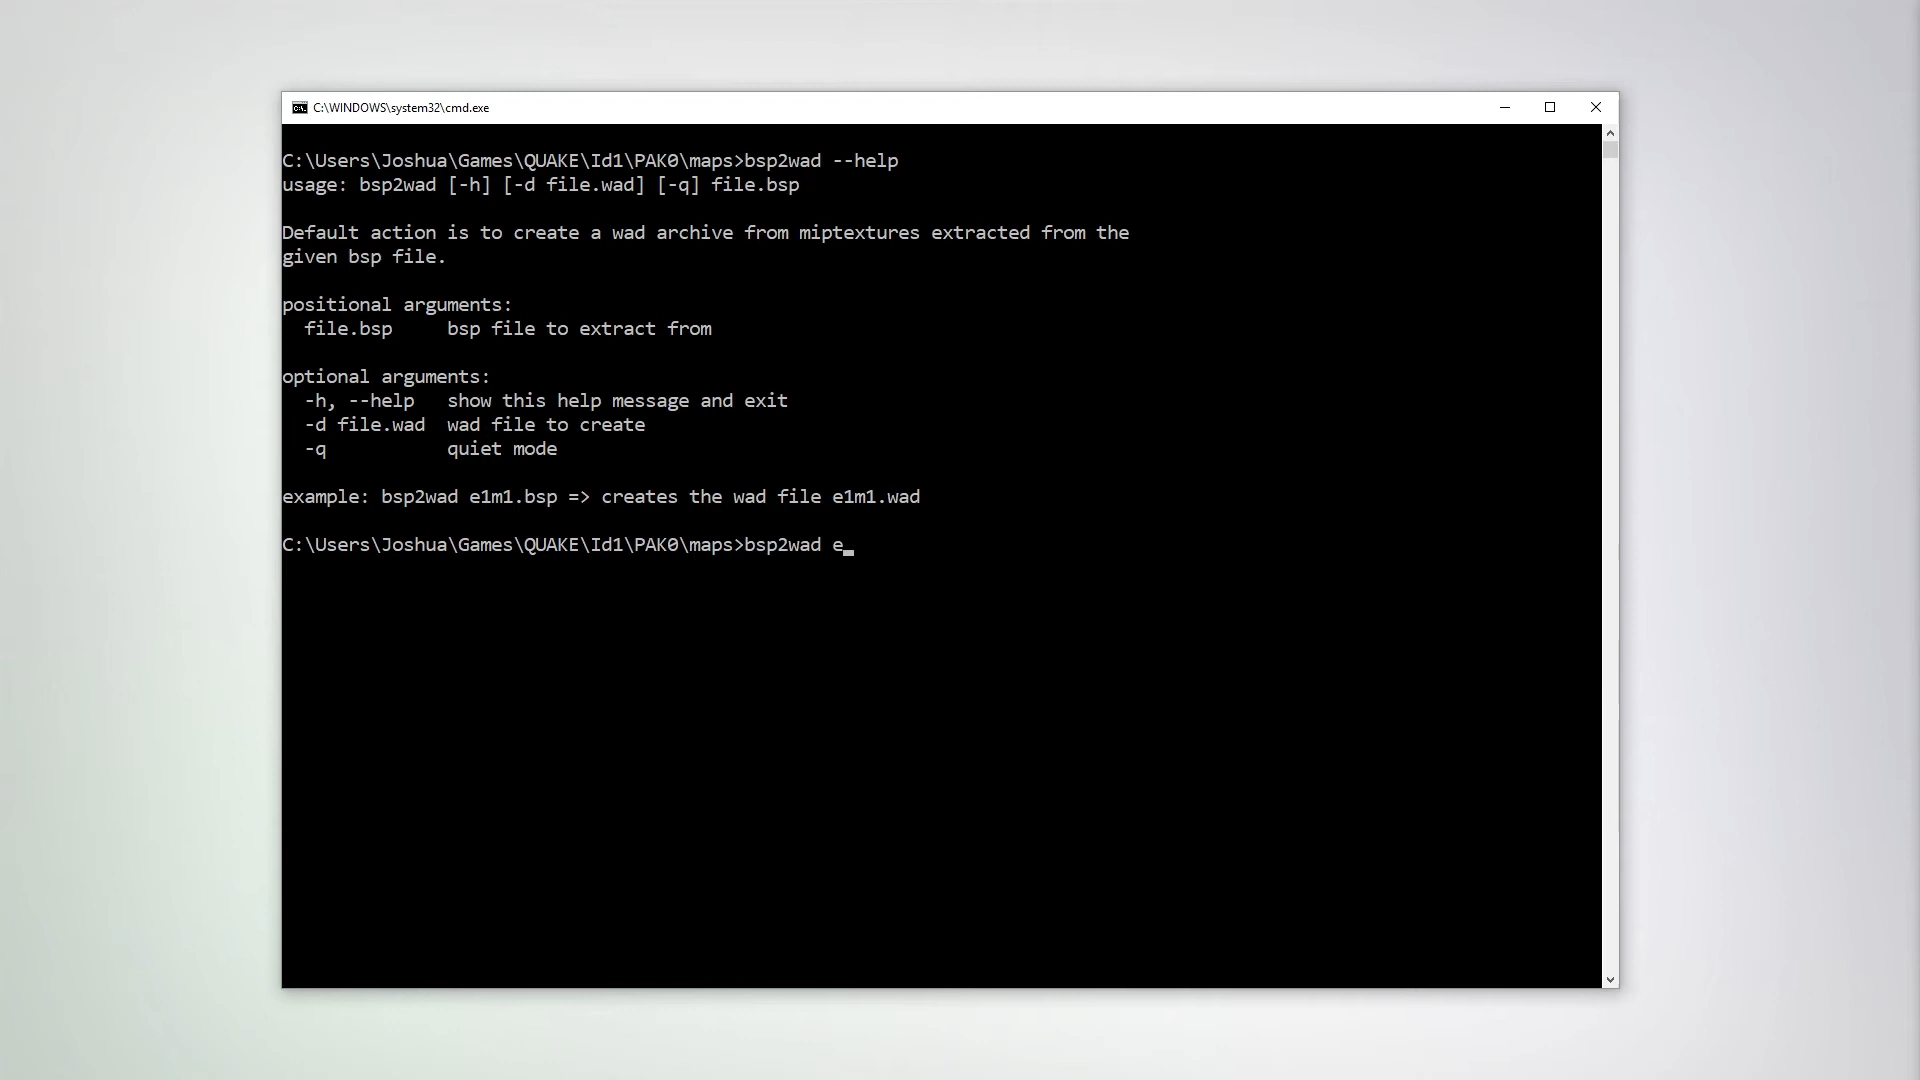 C:\WINDOWS\system32\cmd.exe
C:\Users\Joshua\Games\QUAKE\Id1\PAK0\maps>bsp2wad --help
usage: bsp2wad [-h] [-d file.wad] [-q] file.bsp
Default action is to create a wad archive from miptextures extracted from the
given bsp file.
positional arguments:
  file.bsp     bsp file to extract from
optional arguments:
  -h, --help   show this help message and exit
  -d file.wad  wad file to create
  -q           quiet mode
example: bsp2wad e1m1.bsp => creates the wad file e1m1.wad
C:\Users\Joshua\Games\QUAKE\Id1\PAK0\maps>bsp2wad e_